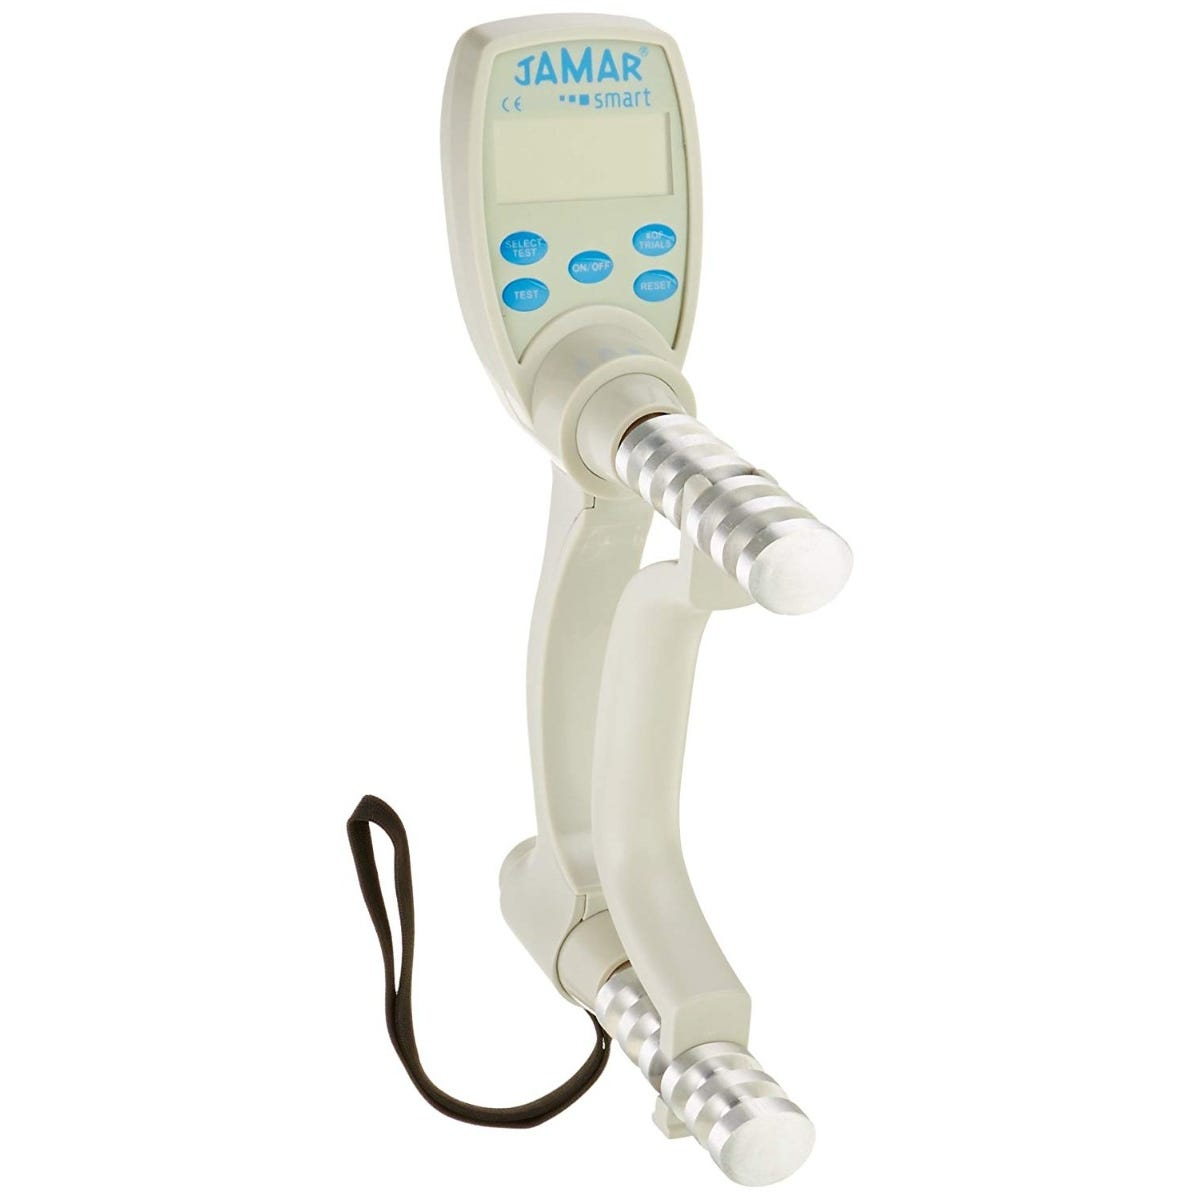 JAMAR®
CE smart
SELECT
TEST
#OF
TRIALS
ON/OFF
TEST
RESET